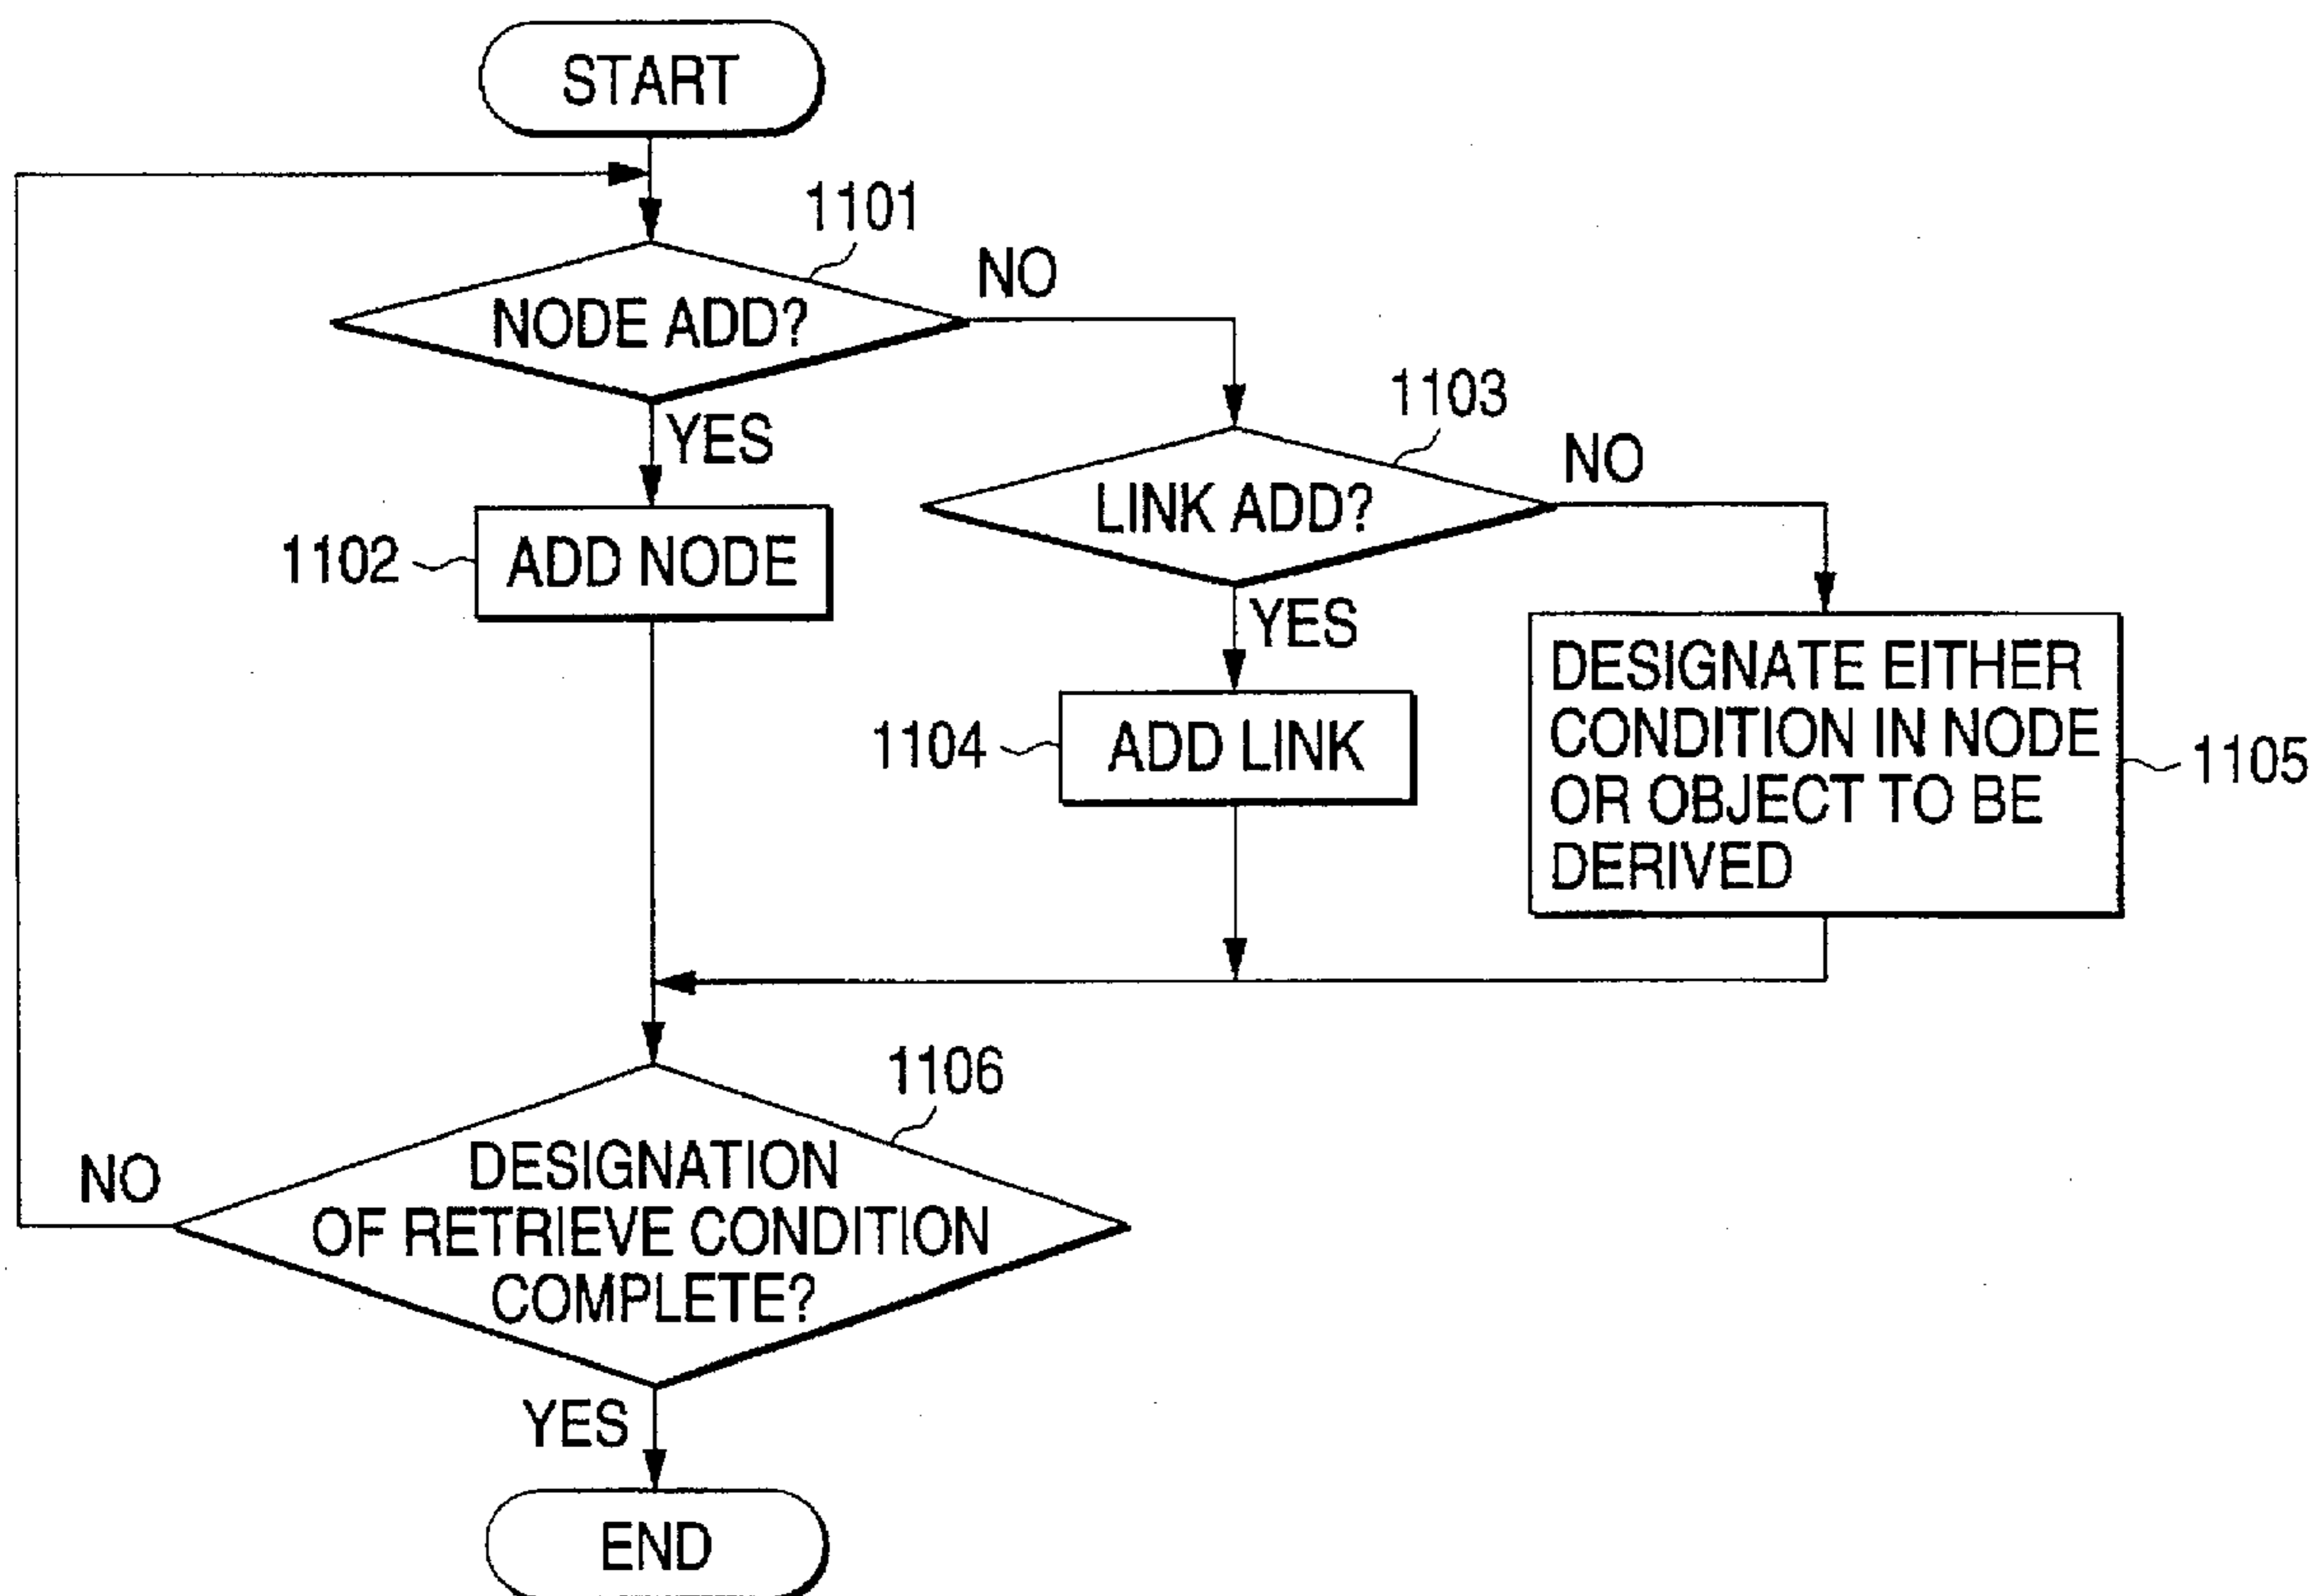 START
1101
NODE ADD?
NO
YES
1102
ADD NODE
1103
LINK ADD?
NO
YES
1104
ADD LINK
DESIGNATE EITHER
CONDITION IN NODE
OR OBJECT TO BE
DERIVED
1105
1106
DESIGNATION
OF RETRIEVE CONDITION
COMPLETE?
NO
YES
END